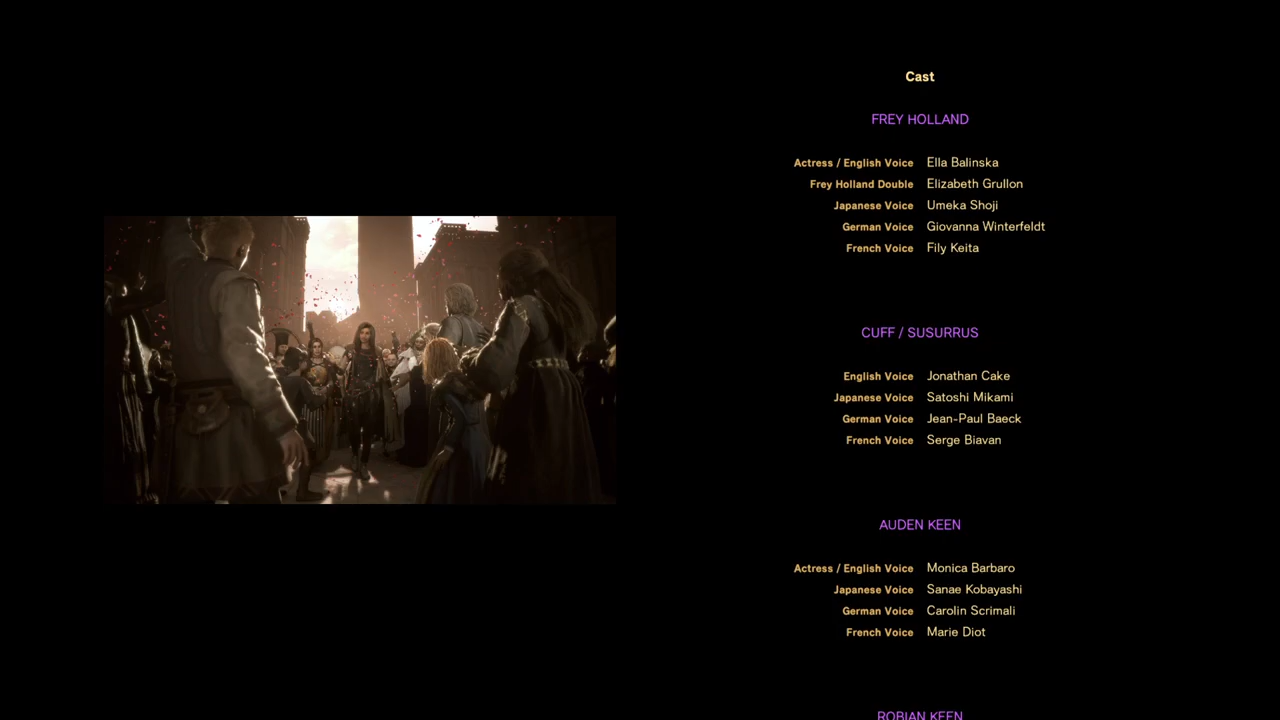 Cast
FREY HOLLAND
Actress / English Voice Ella Balinska
Frey Holland Double Elizabeth Grullon
Japanese Voice Umeka Shoji
German Voice Giovanna Winterfeldt
French Voice Fily Keita
CUFF / SUSURRUS
English Voice Jonathan Cake
Japanese Voice Satoshi Mikami
German Voice Jean-Paul Baeck
French Voice Serge Biavan
AUDEN KEEN
Actress / English Voice Monica Barbaro
Japanese Voice Sanae Kobayashi
German Voice Carolin Scrimali
French Voice Marie Diot
ROBIAN KEEN